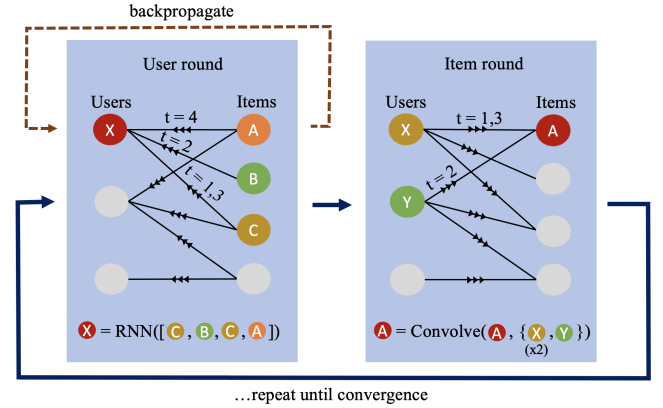 backpropagate
User round
Users
Items
X
A
B
C
t = 4
t = 2
t = 1,3
X = RNN([ C , B , C , A ])
Item round
Users
Items
X
A
Y
t = 1,3
t = 2
A = Convolve( A , { X , Y })
(x2)
…repeat until convergence